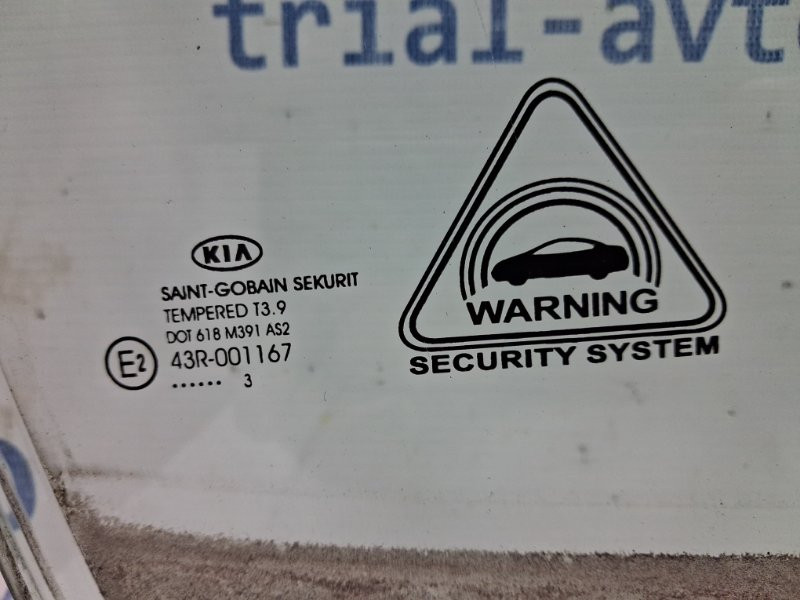 trial-avto
KIA
SAINT-GOBAIN SEKURIT
TEMPERED T3.9
DOT 618 M391 AS2
E2 43R-001167
...... 3
WARNING
SECURITY SYSTEM